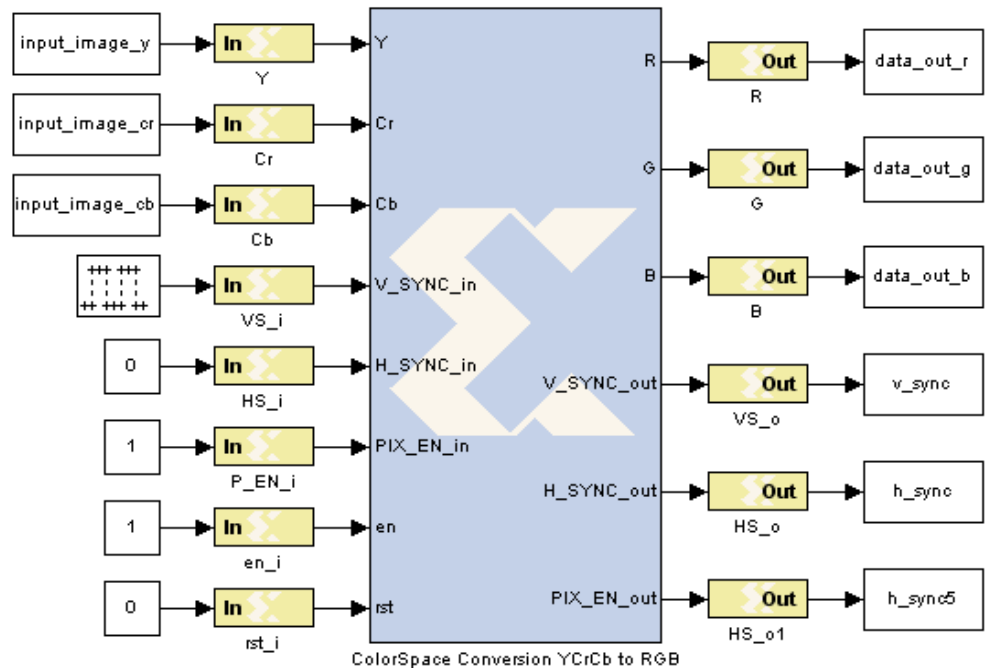 input_image_y
In
Y
Y
input_image_cr
In
Cr
Cr
input_image_cb
In
Cb
Cb
In
VS_i
V_SYNC_in
0
In
HS_i
H_SYNC_in
1
In
P_EN_i
PIX_EN_in
1
In
en_i
en
0
In
rst_i
rst
R
Out
R
data_out_r
G
Out
G
data_out_g
B
Out
B
data_out_b
V_SYNC_out
Out
VS_o
v_sync
H_SYNC_out
Out
HS_o
h_sync
PIX_EN_out
Out
HS_o1
h_sync5
ColorSpace Conversion YCrCb to RGB